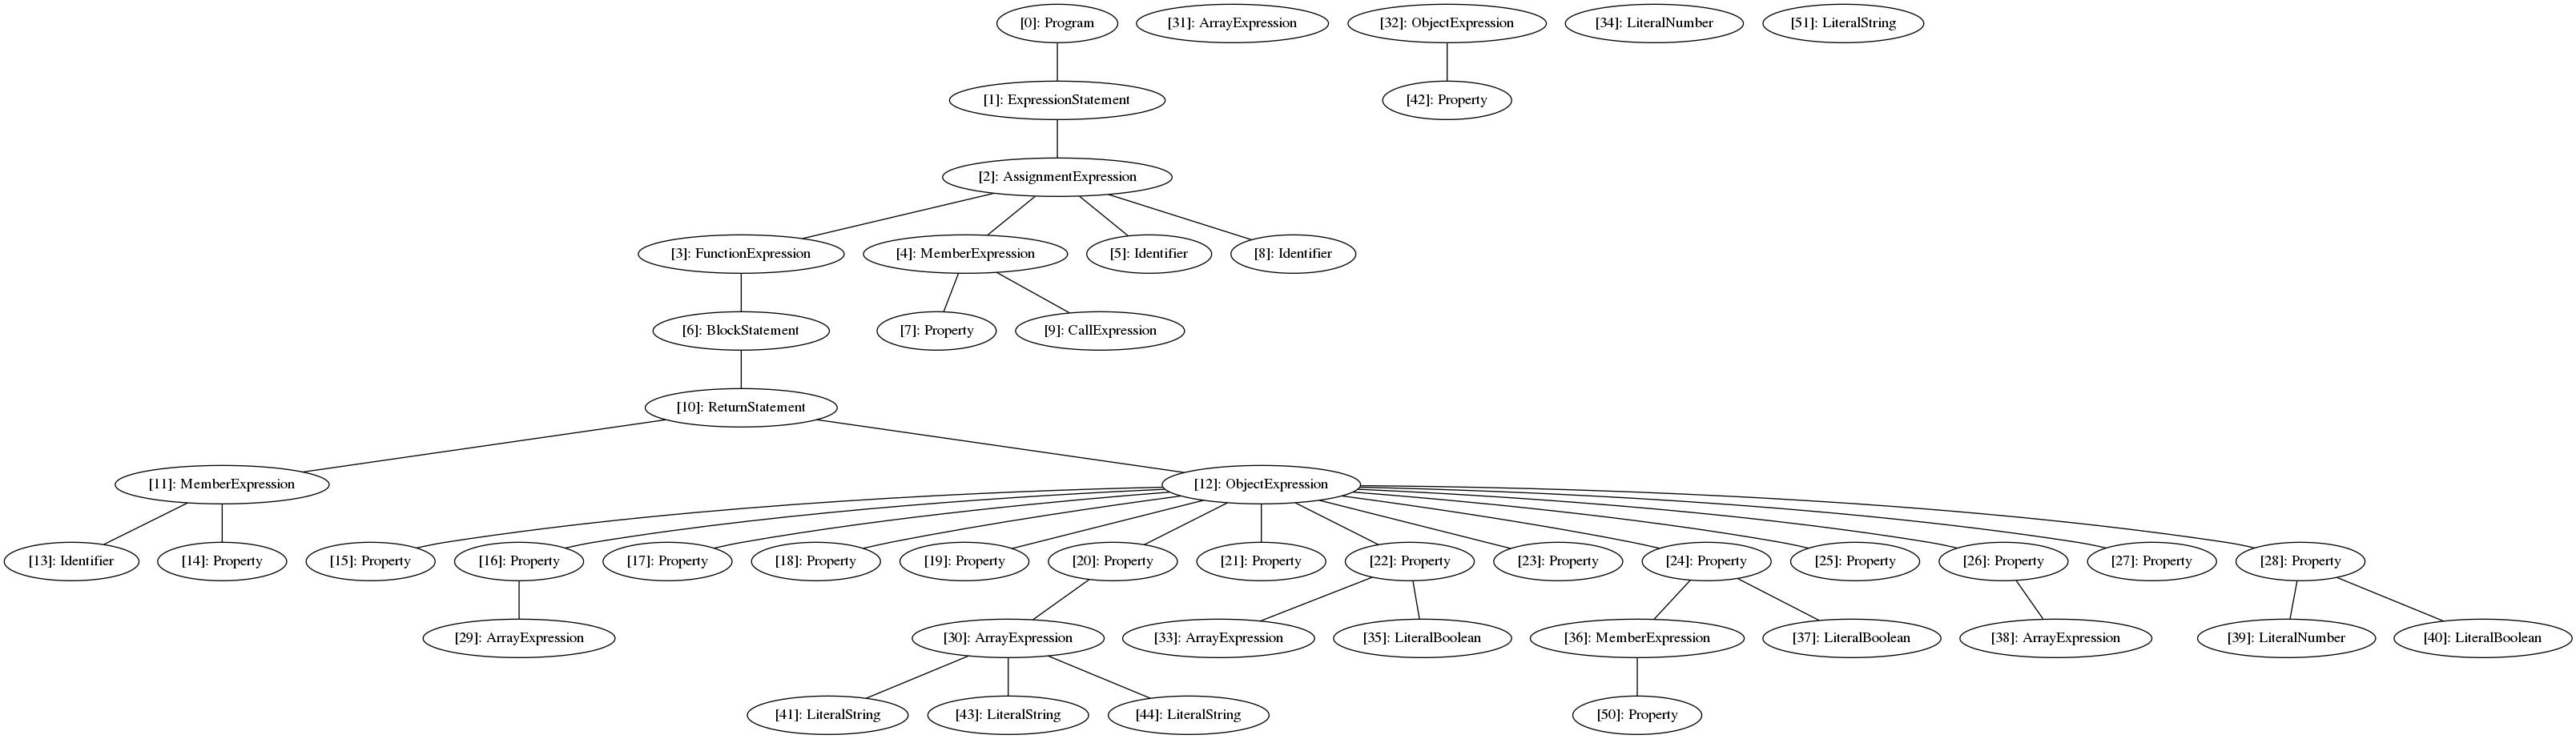 [0]: Program
[31]: ArrayExpression
[32]: ObjectExpression
[34]: LiteralNumber
[51]: LiteralString
[1]: ExpressionStatement
[42]: Property
[2]: AssignmentExpression
[3]: FunctionExpression
[4]: MemberExpression
[5]: Identifier
[8]: Identifier
[6]: BlockStatement
[7]: Property
[9]: CallExpression
[10]: ReturnStatement
[11]: MemberExpression
[12]: ObjectExpression
[13]: Identifier
[14]: Property
[15]: Property
[16]: Property
[17]: Property
[18]: Property
[19]: Property
[20]: Property
[21]: Property
[22]: Property
[23]: Property
[24]: Property
[25]: Property
[26]: Property
[27]: Property
[28]: Property
[29]: ArrayExpression
[30]: ArrayExpression
[33]: ArrayExpression
[35]: LiteralBoolean
[36]: MemberExpression
[37]: LiteralBoolean
[38]: ArrayExpression
[39]: LiteralNumber
[40]: LiteralBoolean
[41]: LiteralString
[43]: LiteralString
[44]: LiteralString
[50]: Property